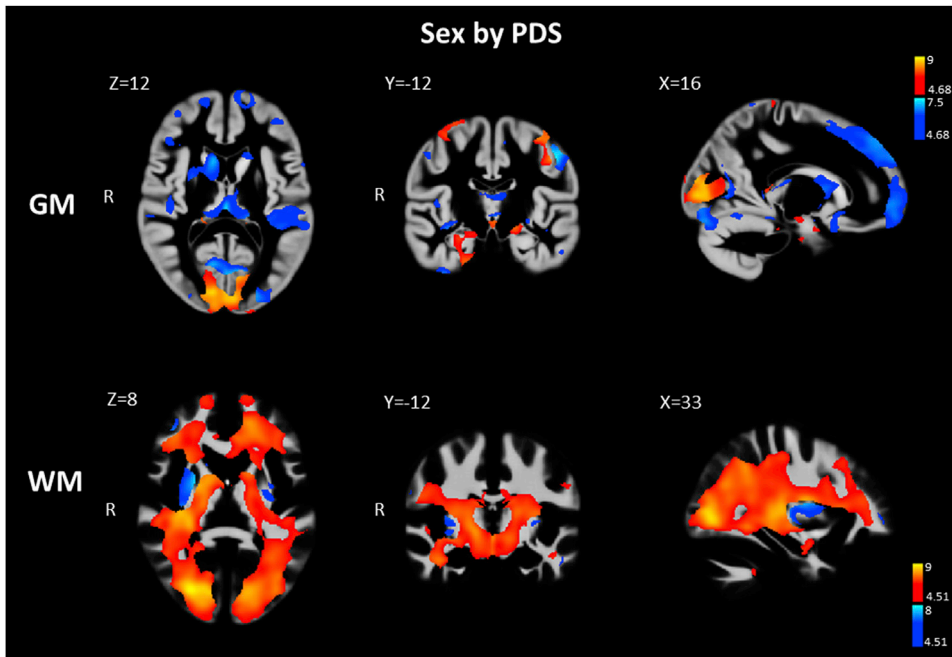 Sex by PDS
Z=12
Y=-12
X=16
9
4.68
7.5
4.68
GM
R
R
Z=8
Y=-12
X=33
WM
R
R
9
4.51
8
4.51